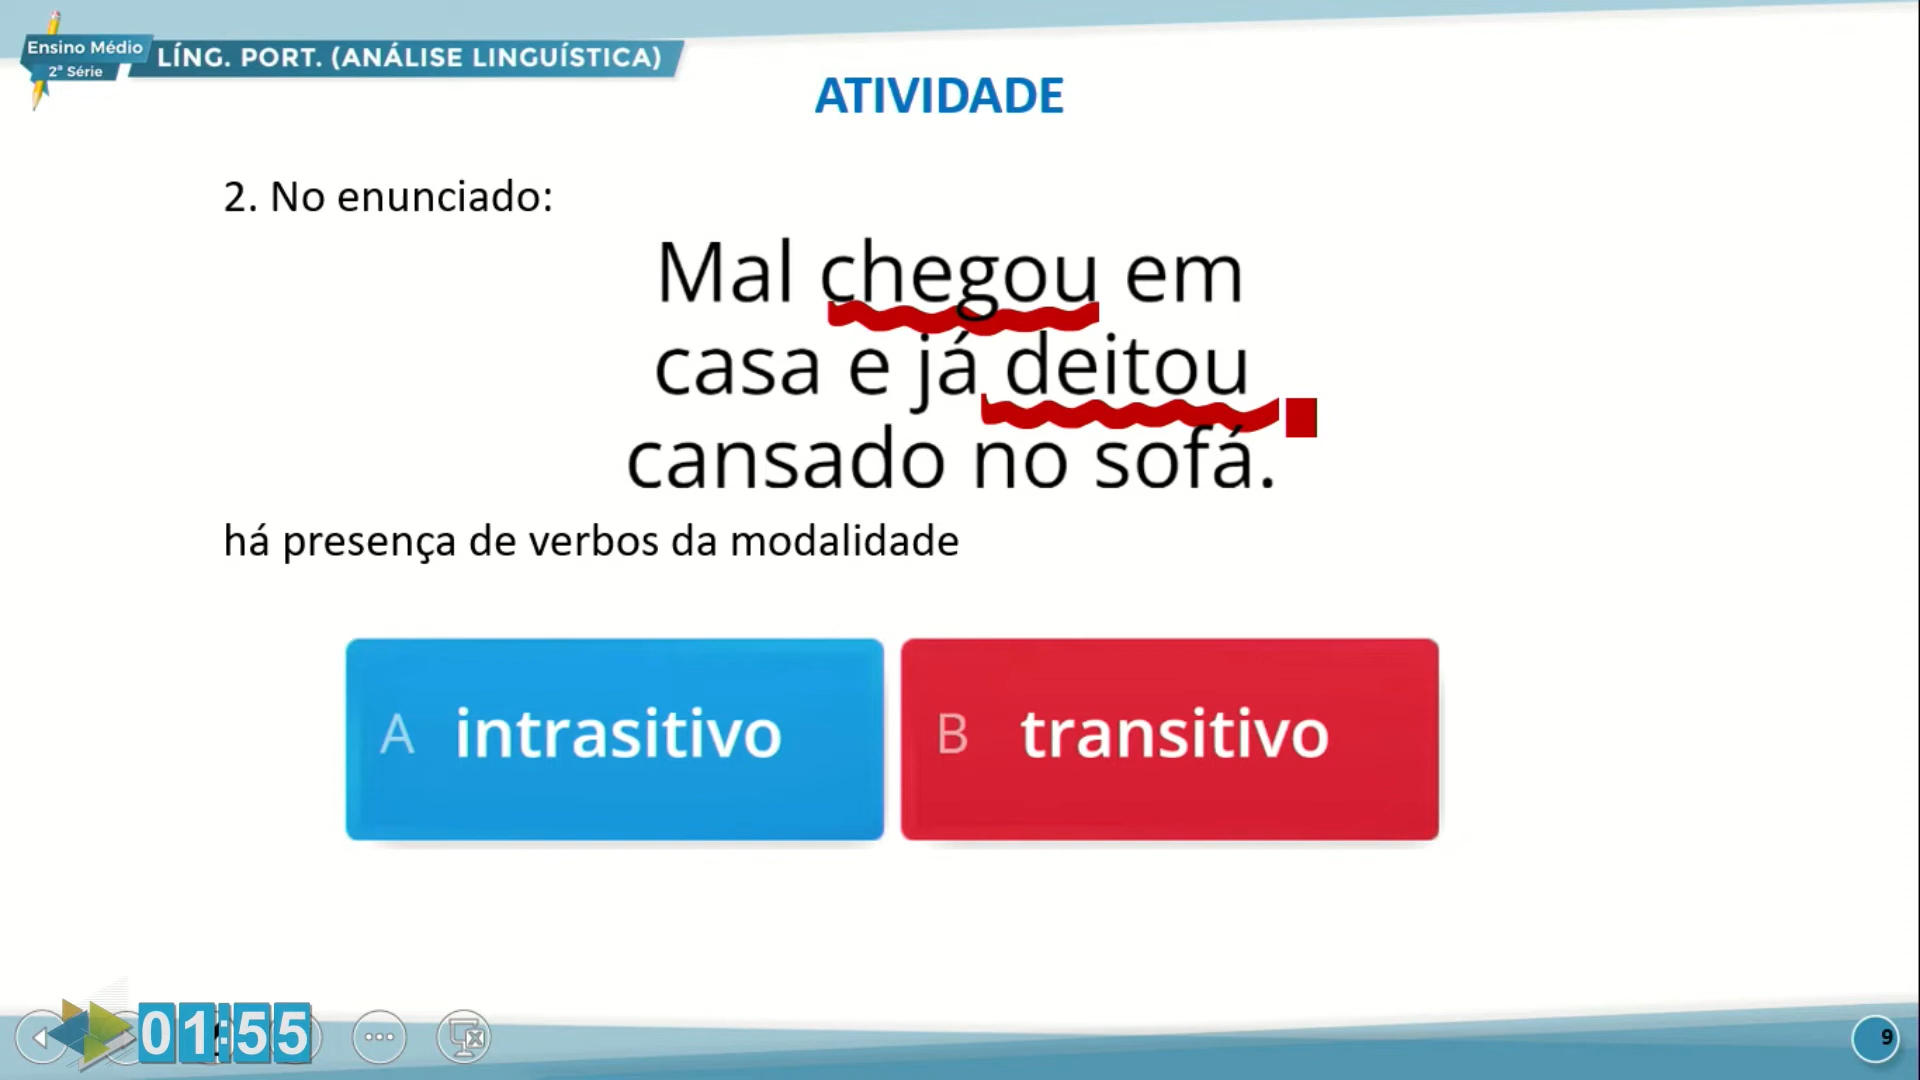 Ensino Médio
2ª Série
LÍNG. PORT. (ANÁLISE LINGUÍSTICA)
ATIVIDADE
2. No enunciado:
Mal chegou em
casa e já deitou
cansado no sofá.
há presença de verbos da modalidade
A intrasitivo
B transitivo
01:55
9